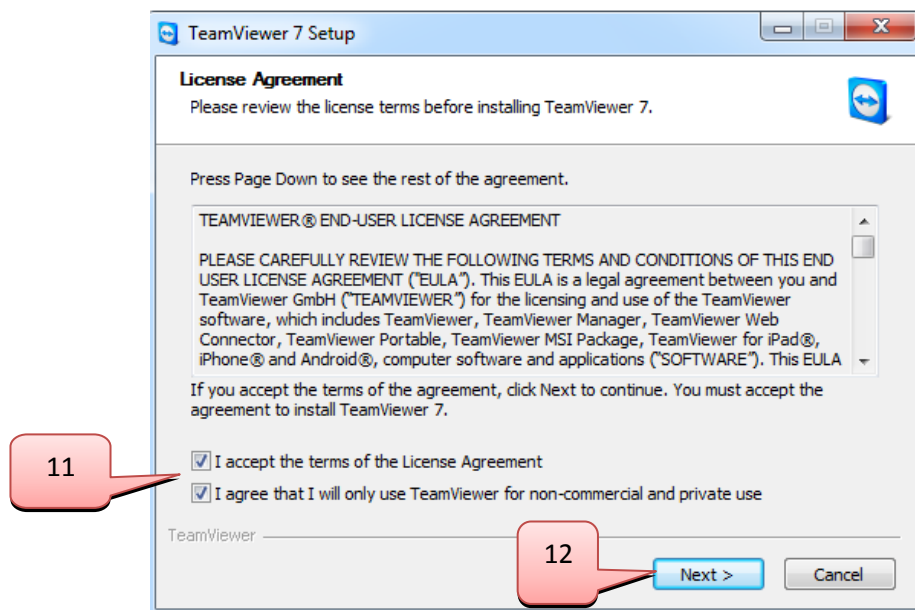 TeamViewer 7 Setup
License Agreement
Please review the license terms before installing TeamViewer 7.
Press Page Down to see the rest of the agreement.
TEAMVIEWER® END-USER LICENSE AGREEMENT
PLEASE CAREFULLY REVIEW THE FOLLOWING TERMS AND CONDITIONS OF THIS END
USER LICENSE AGREEMENT ("EULA"). This EULA is a legal agreement between you and
TeamViewer GmbH ("TEAMVIEWER") for the licensing and use of the TeamViewer
software, which includes TeamViewer, TeamViewer Manager, TeamViewer Web
Connector, TeamViewer Portable, TeamViewer MSI Package, TeamViewer for iPad®,
iPhone® and Android®, computer software and applications ("SOFTWARE"). This EULA
If you accept the terms of the agreement, click Next to continue. You must accept the
agreement to install TeamViewer 7.
11
I accept the terms of the License Agreement
I agree that I will only use TeamViewer for non-commercial and private use
TeamViewer
12
Next >
Cancel